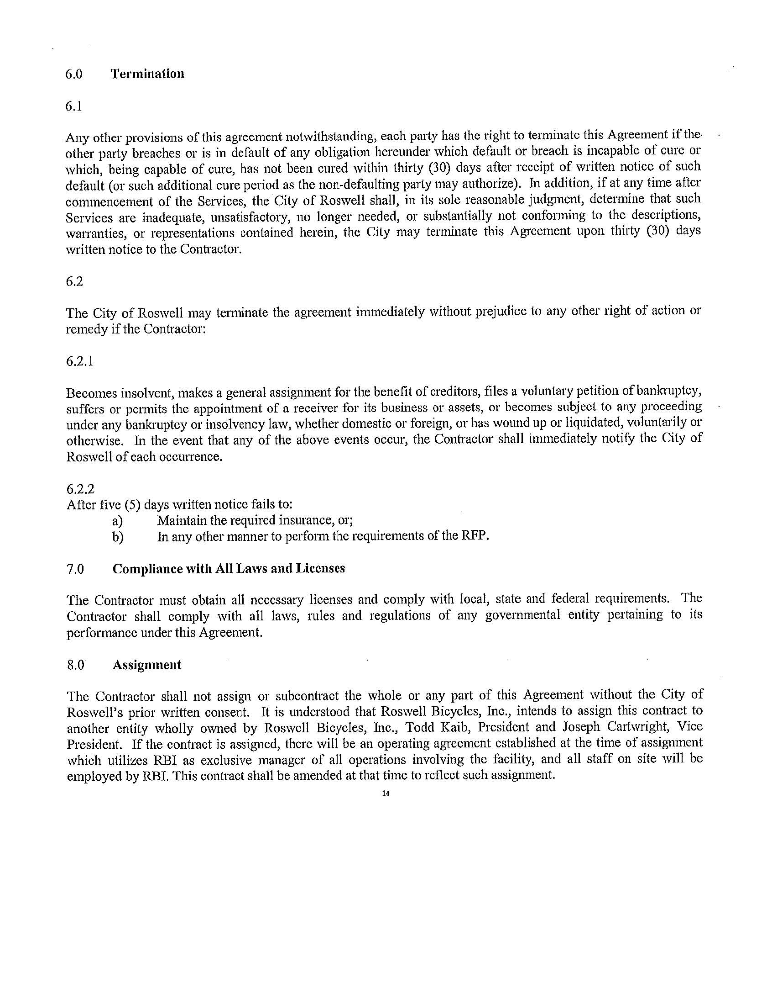 6.0 Termination
6.1
Any other provisions of this agreement notwithstanding, each party has the right to terminate this Agreement if the
other party breaches or is in default of any obligation hereunder which default or breach is incapable of cure or
which, being capable of cure, has not been cured within thirty (30) days after receipt of written notice of such
default (or such additional cure period as the non-defaulting party may authorize). In addition, if at any time after
commencement of the Services, the City of Roswell shall, in its sole reasonable judgment, determine that such
Services are inadequate, unsatisfactory, no longer needed, or substantially not conforming to the descriptions,
warranties, or representations contained herein, the City may terminate this Agreement upon thirty (30) days
written notice to the Contractor.
6.2
The City of Roswell may terminate the agreement immediately without prejudice to any other right of action or
remedy if the Contractor:
6.2.1
Becomes insolvent, makes a general assignment for the benefit of creditors, files a voluntary petition of bankruptcy,
suffers or permits the appointment of a receiver for its business or assets, or becomes subject to any proceeding
under any bankruptcy or insolvency law, whether domestic or foreign, or has wound up or liquidated, voluntarily or
otherwise. In the event that any of the above events occur, the Contractor shall immediately notify the City of
Roswell of each occurrence.
6.2.2
After five (5) days written notice fails to:
a) Maintain the required insurance, or;
b) In any other manner to perform the requirements of the RFP.
7.0 Compliance with All Laws and Licenses
The Contractor must obtain all necessary licenses and comply with local, state and federal requirements. The
Contractor shall comply with all laws, rules and regulations of any governmental entity pertaining to its
performance under this Agreement.
8.0 Assignment
The Contractor shall not assign or subcontract the whole or any part of this Agreement without the City of
Roswell's prior written consent. It is understood that Roswell Bicycles, Inc., intends to assign this contract to
another entity wholly owned by Roswell Bicycles, Inc., Todd Kaib, President and Joseph Cartwright, Vice
President. If the contract is assigned, there will be an operating agreement established at the time of assignment
which utilizes RBI as exclusive manager of all operations involving the facility, and all staff on site will be
employed by RBI. This contract shall be amended at that time to reflect such assignment.
14